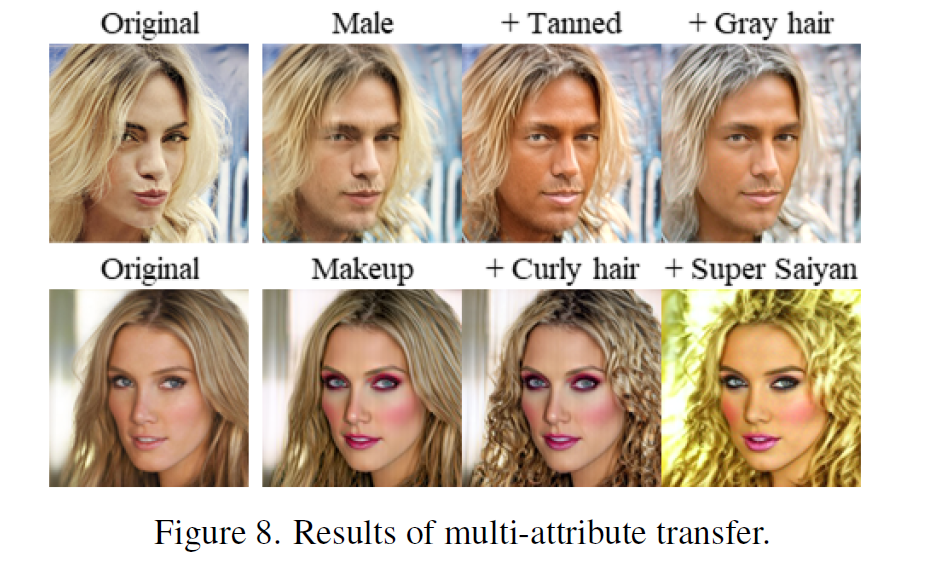 Original Male + Tanned + Gray hair
Original Makeup + Curly hair + Super Saiyan
Figure 8. Results of multi-attribute transfer.